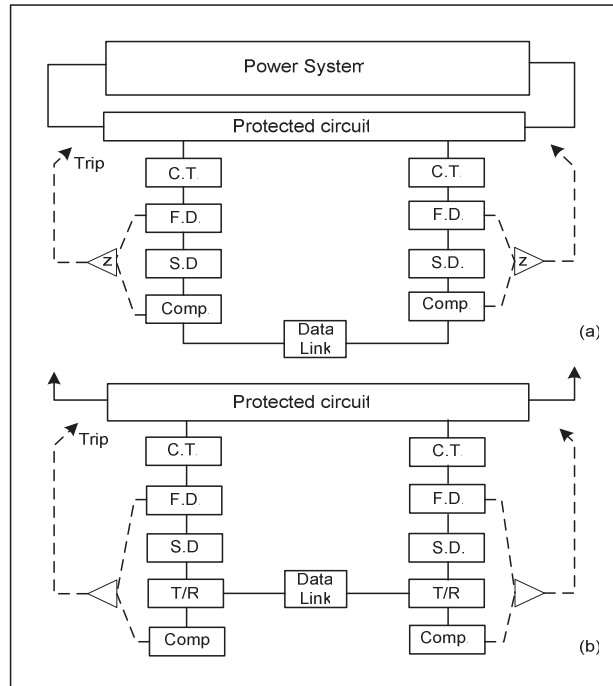 Power System
Protected circuit
Trip
C.T.
C.T.
F.D.
F.D.
Z
Z
S.D
S.D.
Comp.
Comp.
Data
Link
(a)
Protected circuit
Trip
C.T.
C.T.
F.D.
F.D.
S.D
S.D.
T/R
Data
Link
T/R
Comp
Comp.
(b)